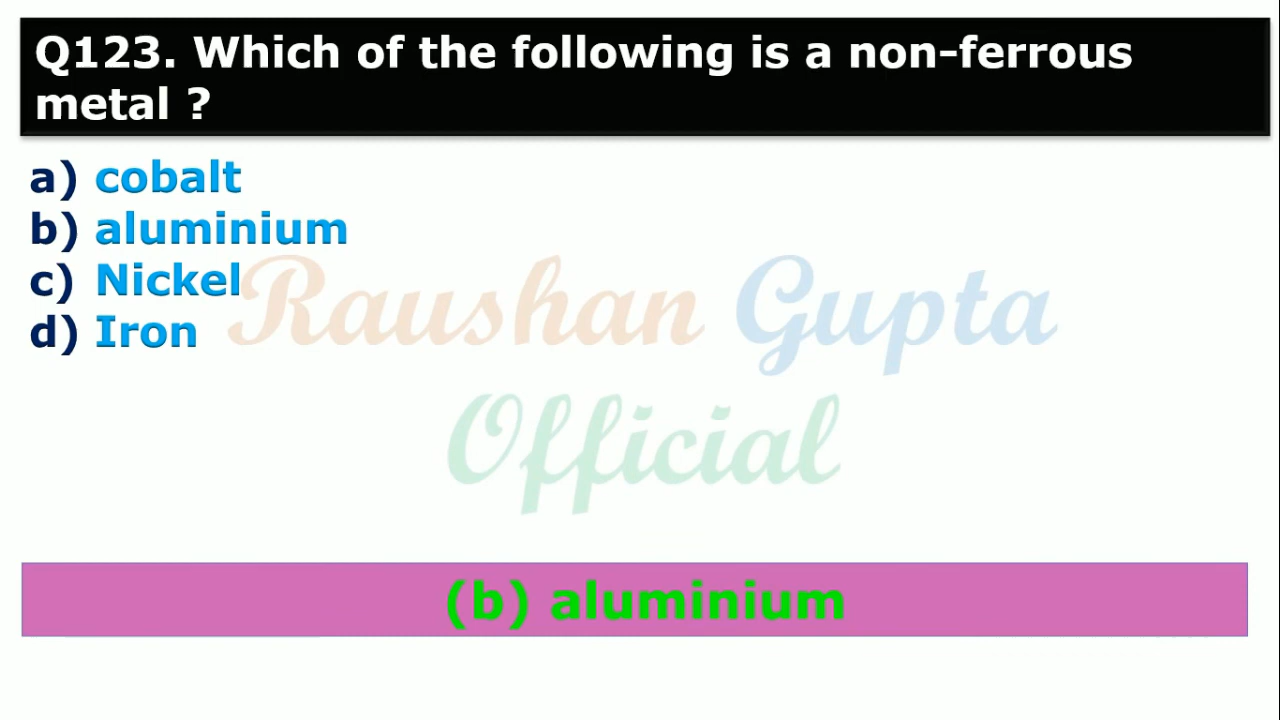 Q123. Which of the following is a non-ferrous
metal ?
a) cobalt
b) aluminium
c) Nickel
d) Iron
Raushan Gupta
Official
(b) aluminium